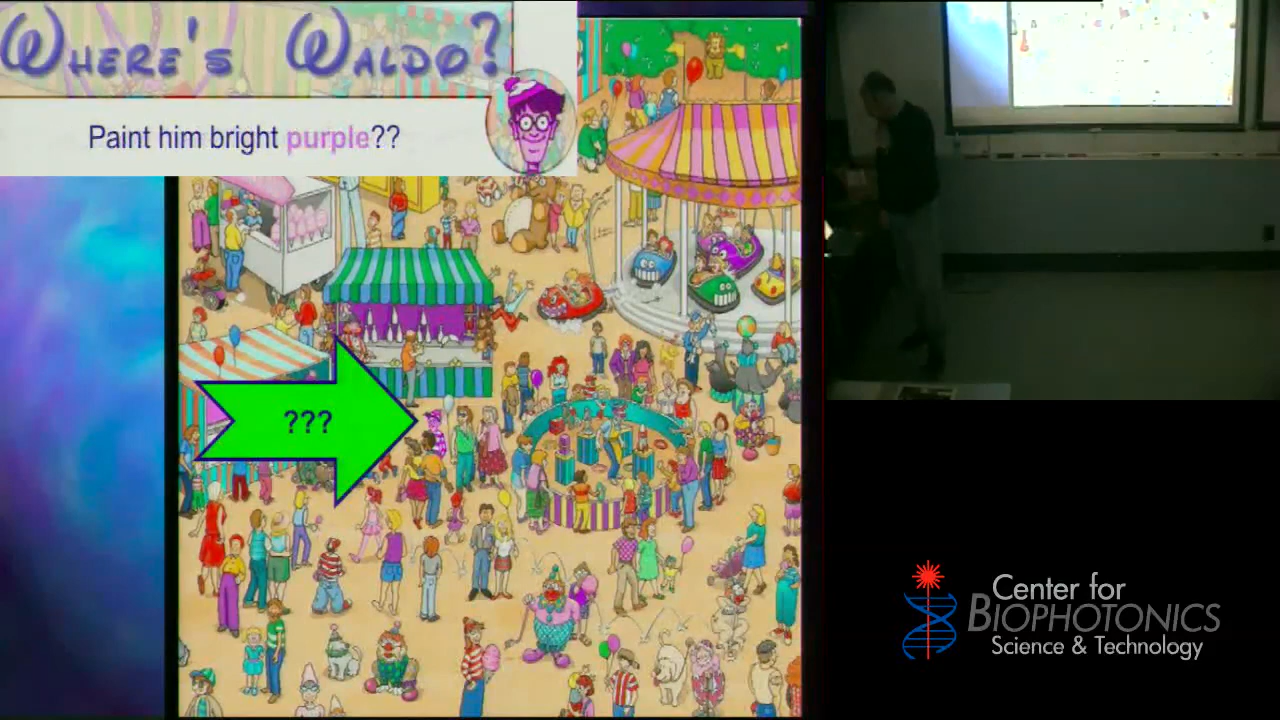 Where's Waldo?
Paint him bright purple??
???
Center for
BIOPHOTONICS
Science & Technology